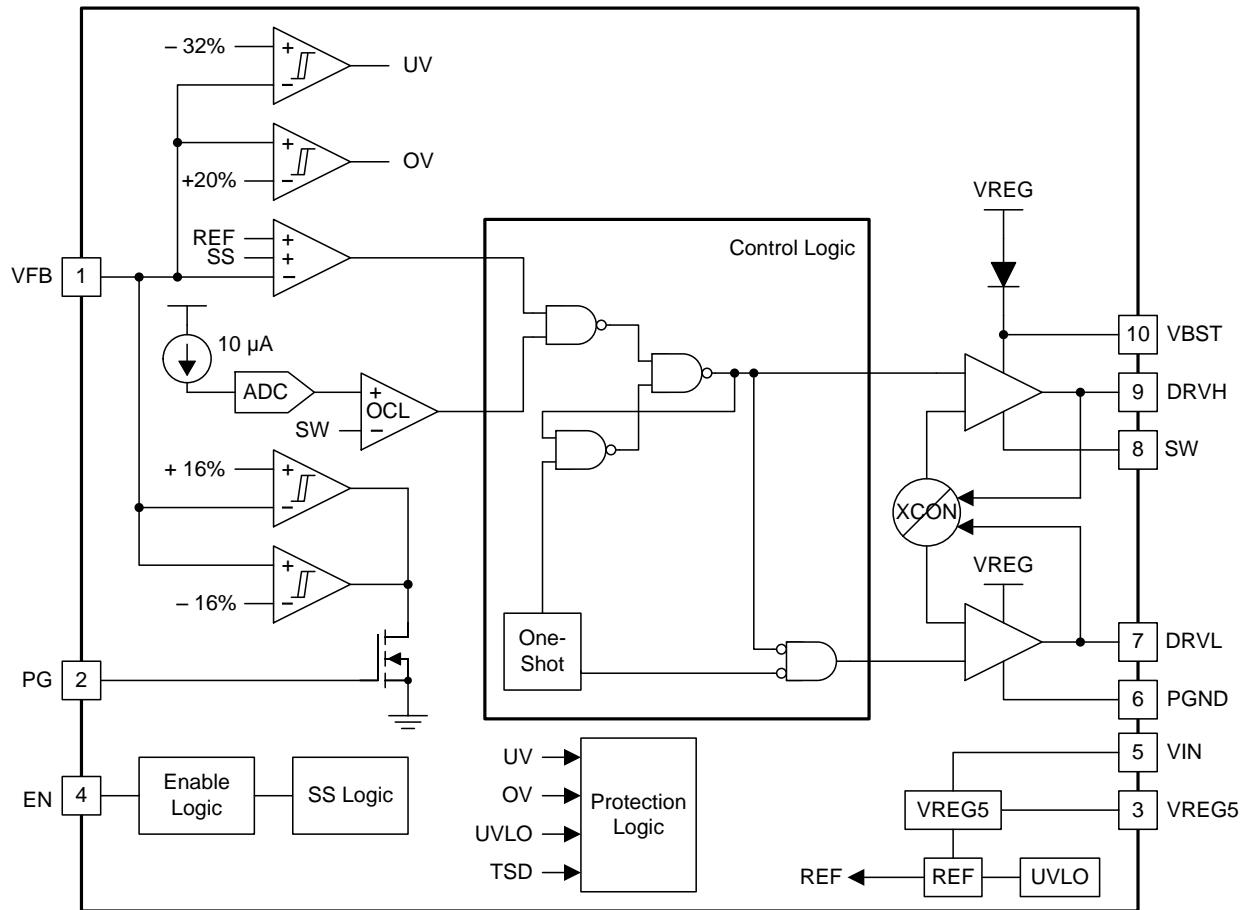 – 32%
+
–
UV
+
–
OV
+20%
REF
SS
+
+
–
VFB
1
10 µA
ADC
+
OCL
–
SW
+ 16%
+
–
+
–
– 16%
PG
2
EN
4
Enable
Logic
SS Logic
Control Logic
One-
Shot
UV
OV
UVLO
TSD
Protection
Logic
VREG
10
VBST
9
DRVH
8
SW
XCON
VREG
7
DRVL
6
PGND
5
VIN
VREG5
3
VREG5
REF
REF
UVLO